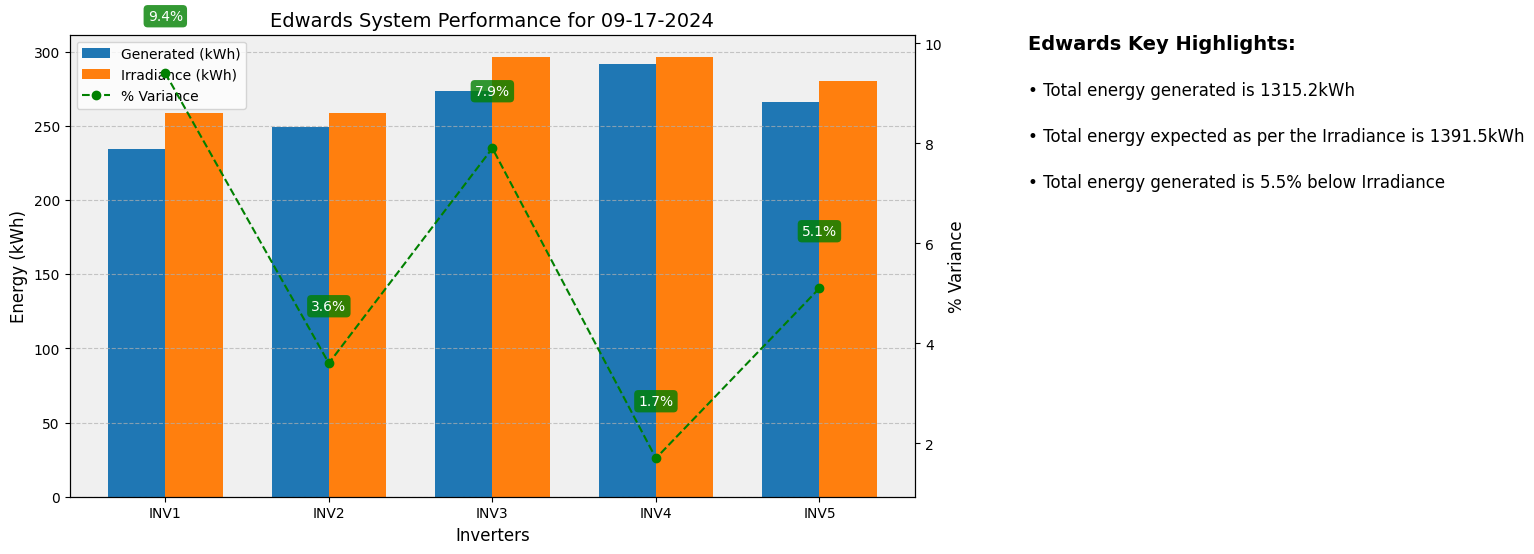 Edwards System Performance for 09-17-2024
9.4%
Generated (kWh)
Irradiance (kWh)
% Variance
7.9%
3.6%
1.7%
5.1%
300
250
200
150
100
50
0
Energy (kWh)
10
8
6
4
2
% Variance
INV1 INV2 INV3 INV4 INV5
Inverters
Edwards Key Highlights:
• Total energy generated is 1315.2kWh
• Total energy expected as per the Irradiance is 1391.5kWh
• Total energy generated is 5.5% below Irradiance